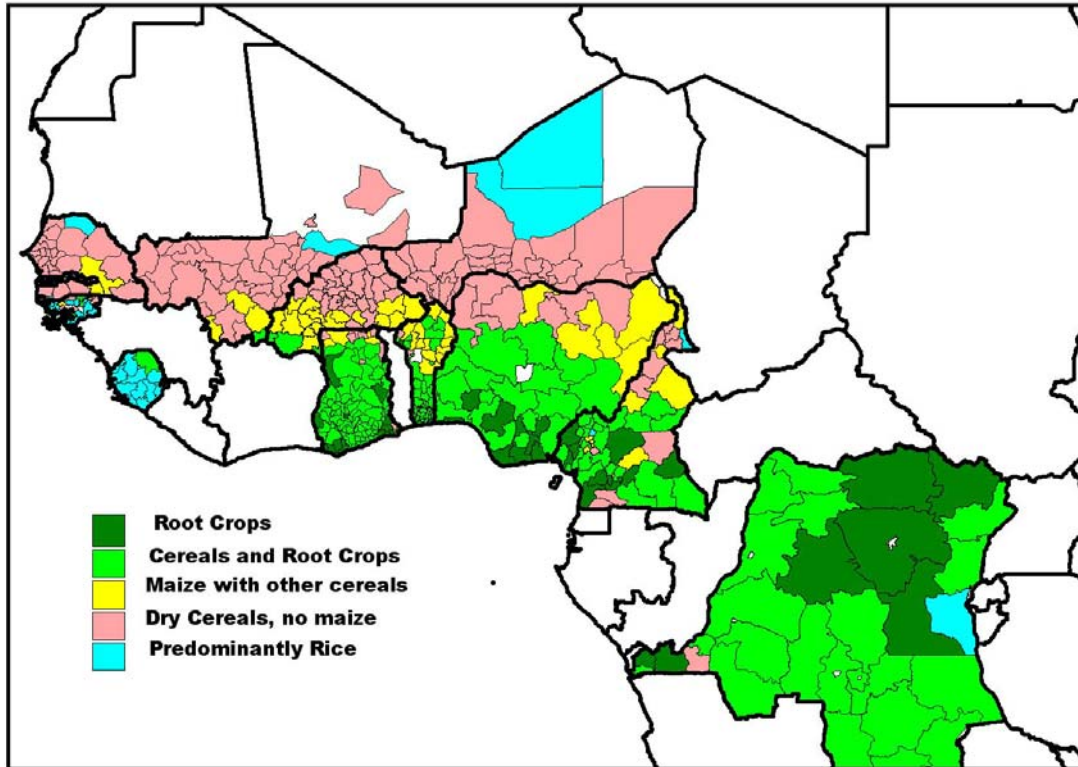 Root Crops
Cereals and Root Crops
Maize with other cereals
Dry Cereals, no maize
Predominantly Rice